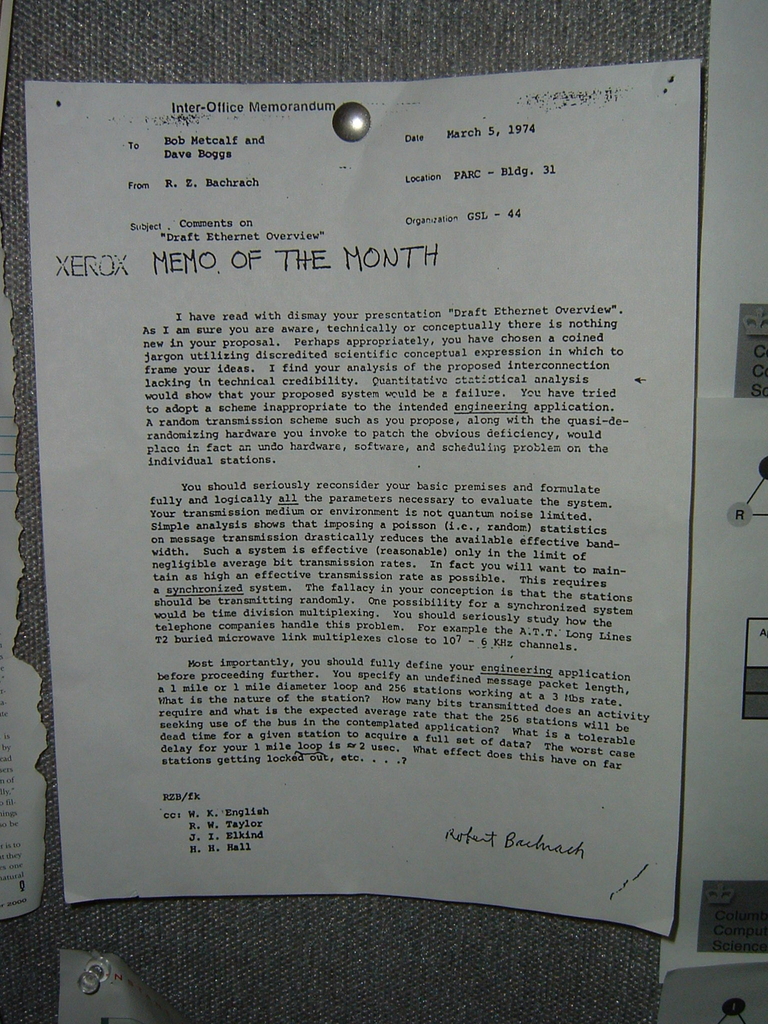 Inter-Office Memorandum
To Bob Metcalf and Dave Boggs
Date March 5, 1974
From R. Z. Bachrach
Location PARC - Bldg. 31
Subject Comments on
"Draft Ethernet Overview"
Organization GSL - 44
XEROX MEMO OF THE MONTH
I have read with dismay your presentation "Draft Ethernet Overview".
As I am sure you are aware, technically or conceptually there is nothing
new in your proposal. Perhaps appropriately, you have chosen a coined
jargon utilizing discredited scientific conceptual expression in which to
frame your ideas. I find your analysis of the proposed interconnection
lacking in technical credibility. Quantitative statistical analysis
would show that your proposed system would be a failure. You have tried
to adopt a scheme inappropriate to the intended engineering application.
A random transmission scheme such as you propose, along with the quasi-de-
randomizing hardware you invoke to patch the obvious deficiency, would
place in fact an undo hardware, software, and scheduling problem on the
individual stations.
You should seriously reconsider your basic premises and formulate
fully and logically all the parameters necessary to evaluate the system.
Your transmission medium or environment is not quantum noise limited.
Simple analysis shows that imposing a poisson (i.e., random) statistics
on message transmission drastically reduces the available effective band-
width. Such a system is effective (reasonable) only in the limit of
negligible average bit transmission rates. In fact you will want to main-
tain as high an effective transmission rate as possible. This requires
a synchronized system. The fallacy in your conception is that the stations
should be transmitting randomly. One possibility for a synchronized system
would be time division multiplexing. You should seriously study how the
telephone companies handle this problem. For example the A.T.T. Long Lines
T2 buried microwave link multiplexes close to 10⁷ - 6 KHz channels.
Most importantly, you should fully define your engineering application
before proceeding further. You specify an undefined message packet length,
a 1 mile or 1 mile diameter loop and 256 stations working at a 3 Mbs rate.
What is the nature of the station? How many bits transmitted does an activity
require and what is the expected average rate that the 256 stations will be
seeking use of the bus in the contemplated application? What is a tolerable
dead time for a given station to acquire a full set of data? The worst case
delay for your 1 mile loop is ≈ 2 usec. What effect does this have on far
stations getting locked out, etc. . . .?
RZB/fk
cc: W. K. English
R. W. Taylor
J. I. Elkind
H. H. Hall
Robert Bachrach
R
Columb
Comput
Science